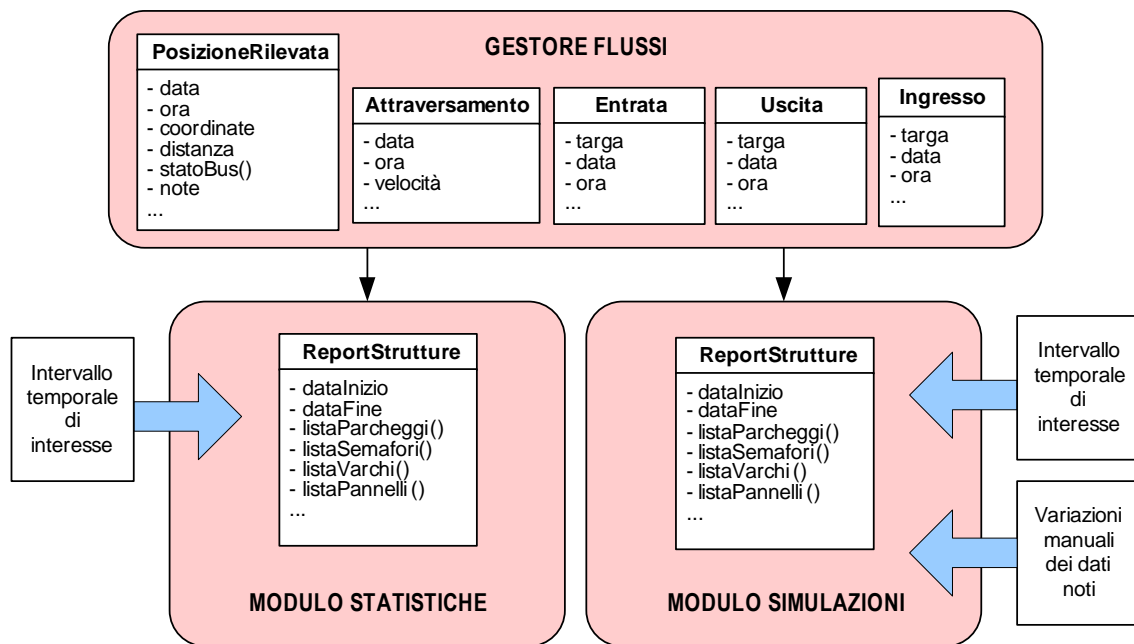 GESTORE FLUSSI
PosizioneRilevata
- data
- ora
- coordinate
- distanza
- statoBus()
- note
...
Attraversamento
- data
- ora
- velocità
...
Entrata
- targa
- data
- ora
...
Uscita
- targa
- data
- ora
...
Ingresso
- targa
- data
- ora
...
Intervallo
temporale
di
interesse
ReportStrutture
- dataInizio
- dataFine
- listaParcheggi()
- listaSemafori()
- listaVarchi()
- listaPannelli()
...
MODULO STATISTICHE
ReportStrutture
- dataInizio
- dataFine
- listaParcheggi()
- listaSemafori()
- listaVarchi()
- listaPannelli()
...
MODULO SIMULAZIONI
Intervallo
temporale
di
interesse
Variazioni
manuali
dei dati
noti